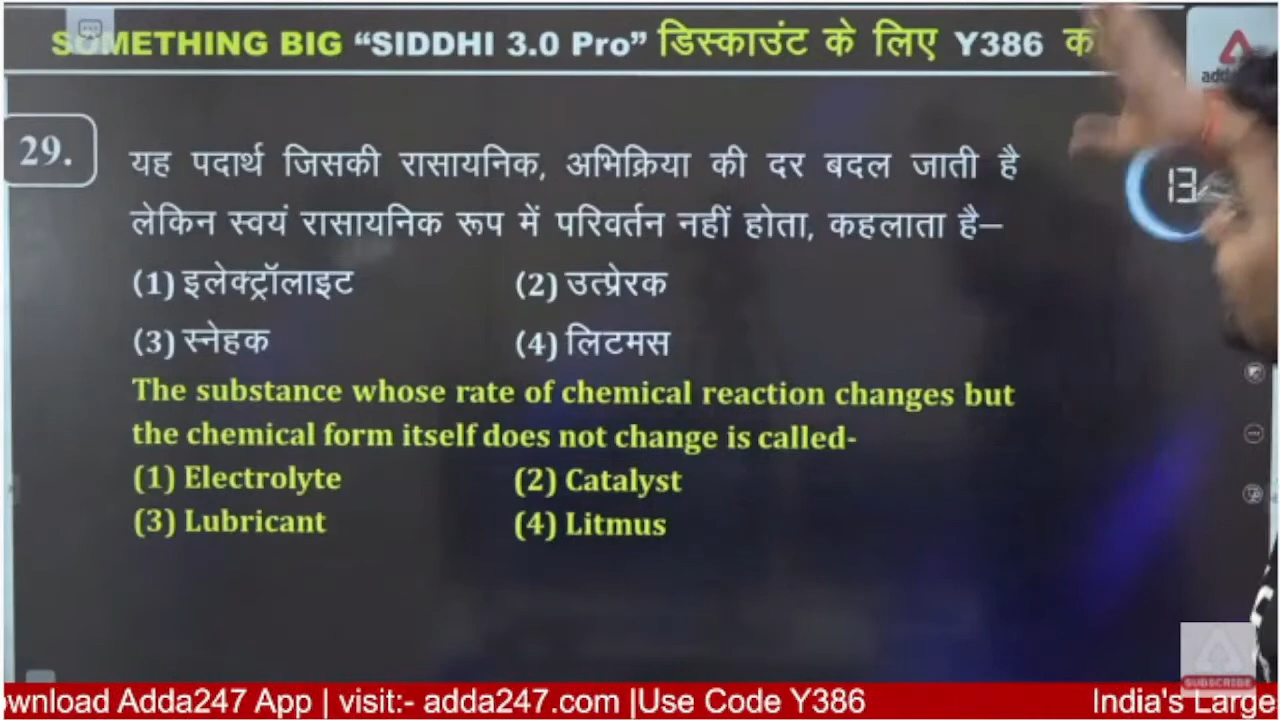 SOMETHING BIG “SIDDHI 3.0 Pro” डिस्काउंट के लिए Y386 क
29.
यह पदार्थ जिसकी रासायनिक, अभिक्रिया की दर बदल जाती है
लेकिन स्वयं रासायनिक रूप में परिवर्तन नहीं होता, कहलाता है–
(1) इलेक्ट्रॉलाइट (2) उत्प्रेरक
(3) स्नेहक (4) लिटमस
The substance whose rate of chemical reaction changes but
the chemical form itself does not change is called-
(1) Electrolyte (2) Catalyst
(3) Lubricant (4) Litmus
13
SUBSCRIBE
ownload Adda247 App | visit:- adda247.com |Use Code Y386 India's Large